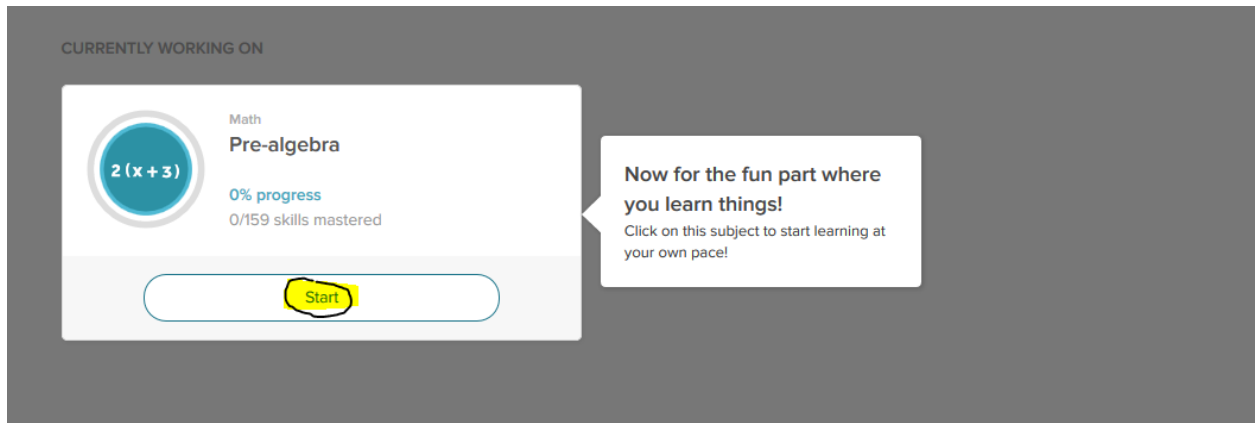 CURRENTLY WORKING ON
Math
Pre-algebra
2(x+3)
0% progress
0/159 skills mastered
Start
Now for the fun part where
you learn things!
Click on this subject to start learning at
your own pace!